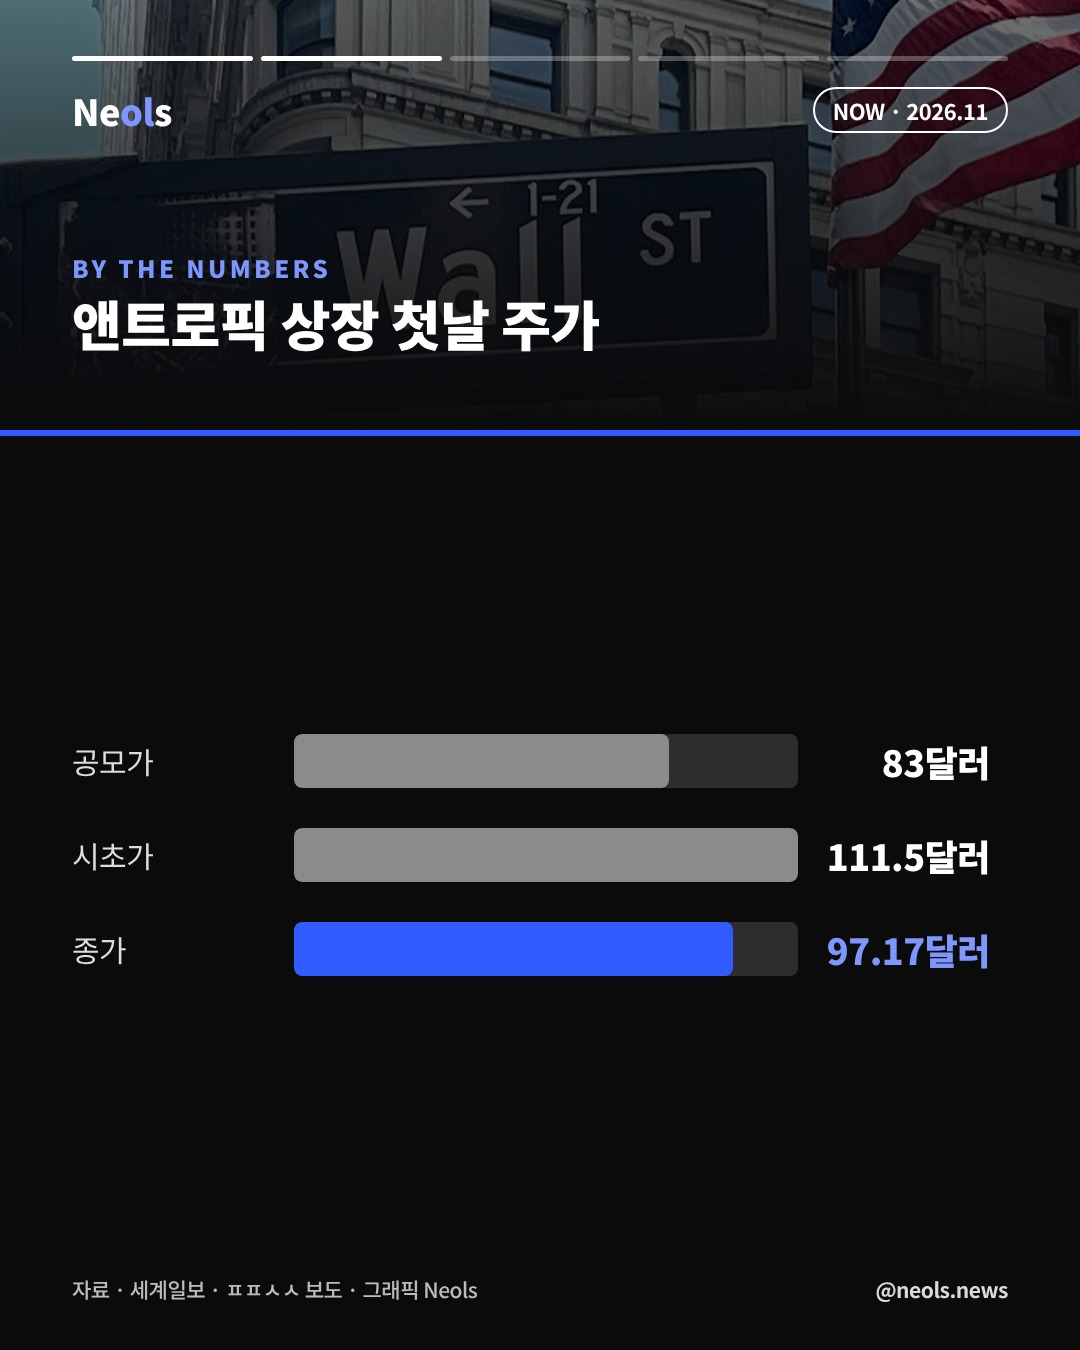 Neols
NOW · 2026.11
1-21
Wall ST
BY THE NUMBERS
앤트로픽 상장 첫날 주가
공모가
83달러
시초가
111.5달러
종가
97.17달러
자료 · 세계일보 · ㅍㅍㅅㅅ 보도 · 그래픽 Neols
@neols.news